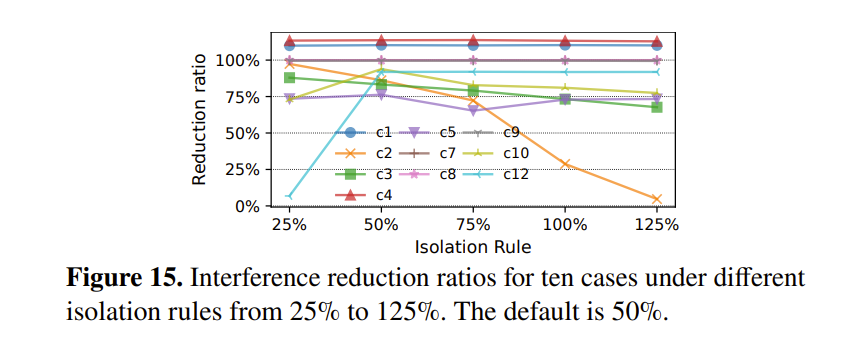 Reduction ratio
100%
75%
50%
25%
0%
c1 c5 c9
c2 c7 c10
c3 c8 c12
c4
25% 50% 75% 100% 125%
Isolation Rule
Figure 15. Interference reduction ratios for ten cases under different
isolation rules from 25% to 125%. The default is 50%.